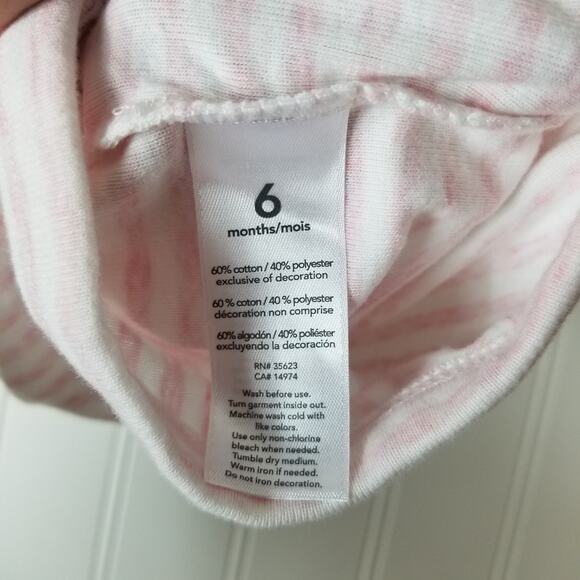 6
months/mois
60% cotton / 40% polyester
exclusive of decoration
60 % coton / 40 % polyester
décoration non comprise
60% algodón / 40% poliéster
excluyendo la decoración
RN# 35623
CA# 14974
Wash before use.
Turn garment inside out.
Machine wash cold with
like colors.
Use only non-chlorine
bleach when needed.
Tumble dry medium.
Warm iron if needed.
Do not iron decoration.